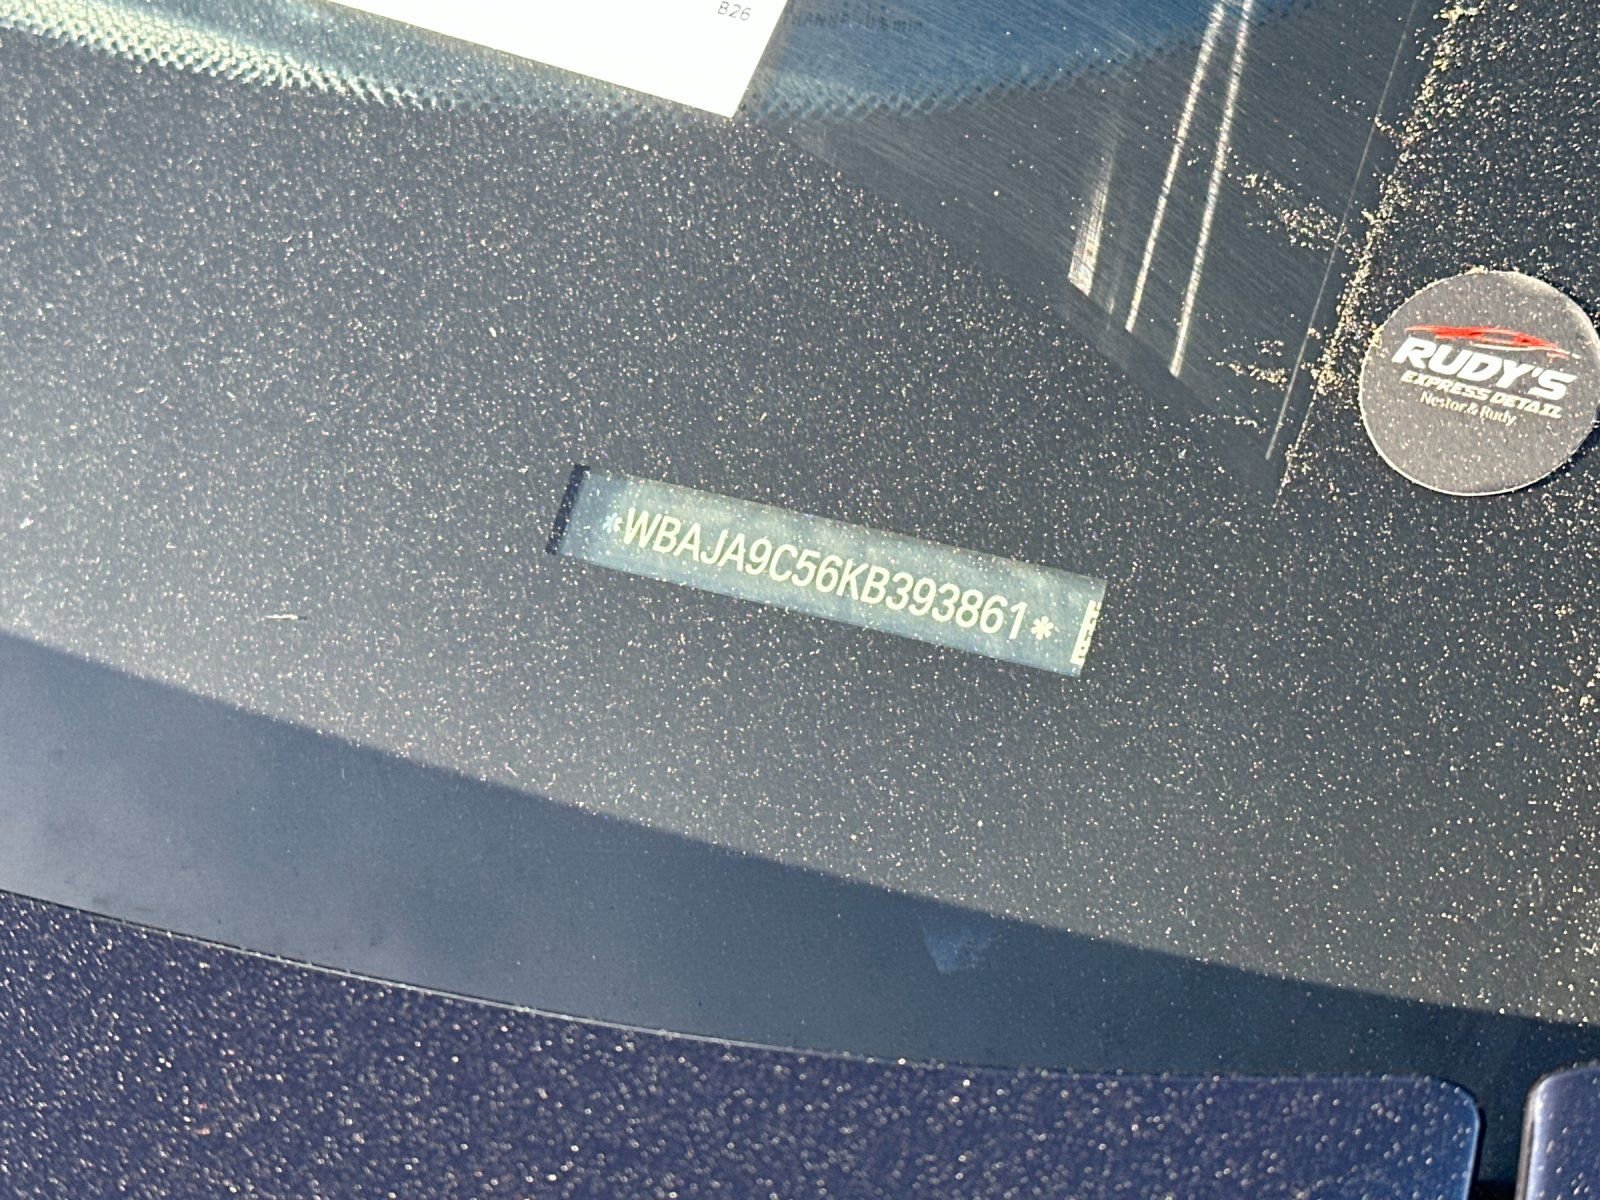 B26
*WBAJA9C56KB393861*
RUDY'S
EXPRESS DETAIL
Nestor & Rudy